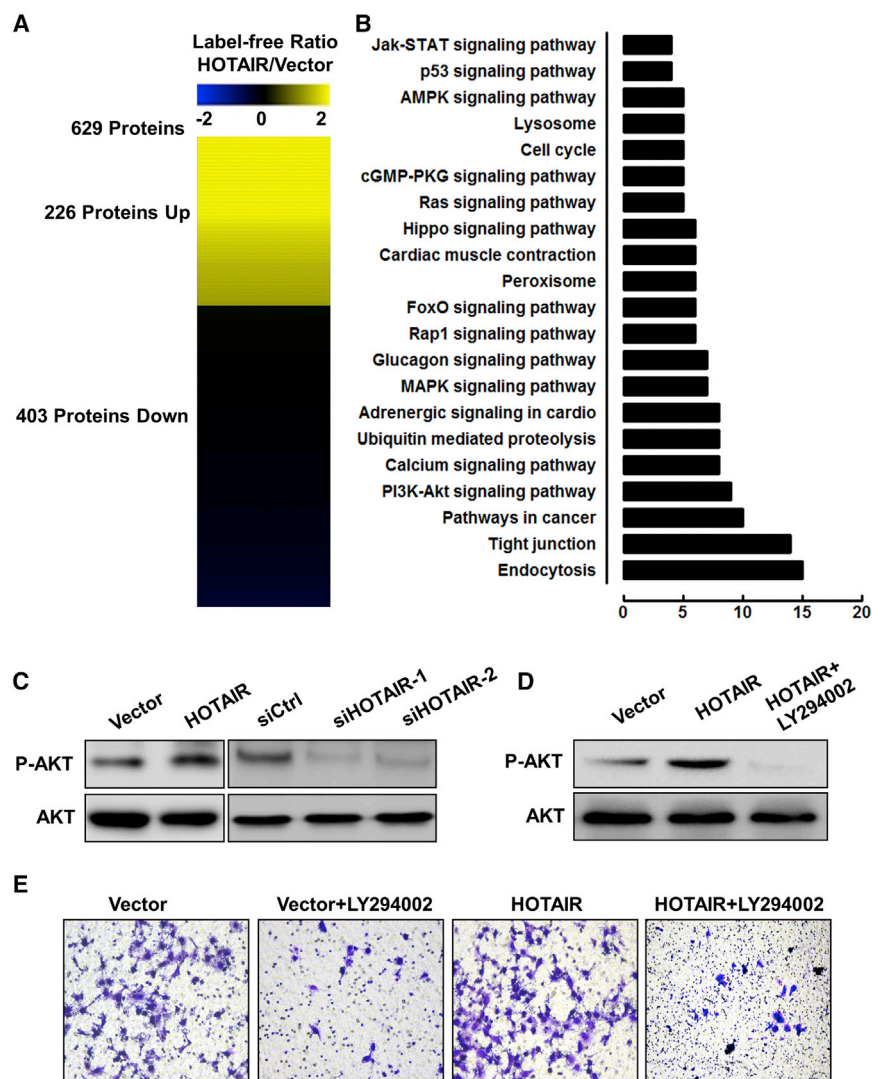 A
Label-free Ratio
HOTAIR/Vector
-2 0 2
629 Proteins
226 Proteins Up
403 Proteins Down
B
Jak-STAT signaling pathway
p53 signaling pathway
AMPK signaling pathway
Lysosome
Cell cycle
cGMP-PKG signaling pathway
Ras signaling pathway
Hippo signaling pathway
Cardiac muscle contraction
Peroxisome
FoxO signaling pathway
Rap1 signaling pathway
Glucagon signaling pathway
MAPK signaling pathway
Adrenergic signaling in cardio
Ubiquitin mediated proteolysis
Calcium signaling pathway
PI3K-Akt signaling pathway
Pathways in cancer
Tight junction
Endocytosis
0 5 10 15 20
C
Vector HOTAIR siCtrl siHOTAIR-1 siHOTAIR-2
P-AKT
AKT
D
Vector HOTAIR HOTAIR+
LY294002
P-AKT
AKT
E
Vector Vector+LY294002 HOTAIR HOTAIR+LY294002